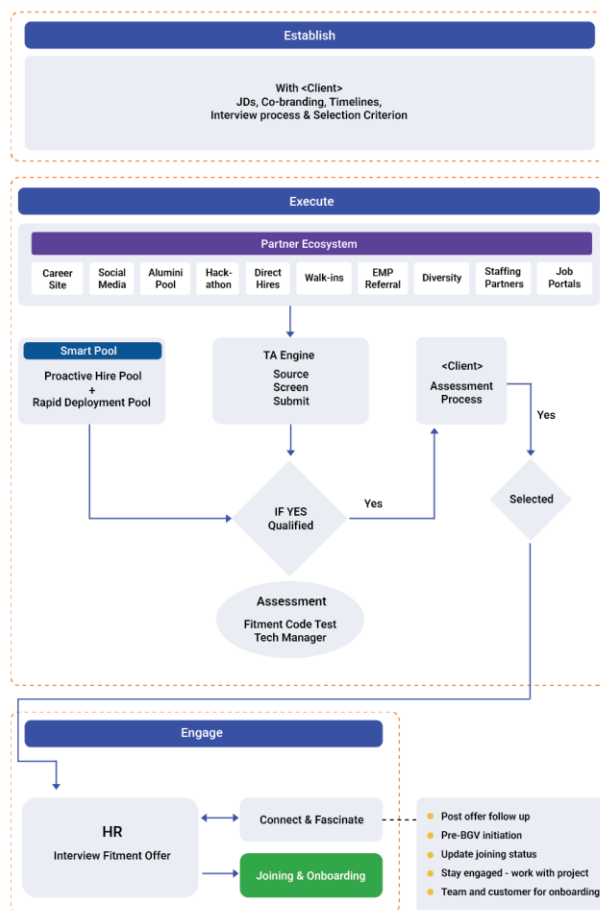 Establish
With <Client>
JDs, Co-branding, Timelines,
Interview process & Selection Criterion
Execute
Partner Ecosystem
Career
Site
Social
Media
Alumini
Pool
Hack-
athon
Direct
Hires
Walk-ins
EMP
Referral
Diversity
Staffing
Partners
Job
Portals
Smart Pool
Proactive Hire Pool
+
Rapid Deployment Pool
TA Engine
Source
Screen
Submit
<Client>
Assessment
Process
Yes
Selected
IF YES
Qualified
Yes
Assessment
Fitment Code Test
Tech Manager
Engage
HR
Interview Fitment Offer
Connect & Fascinate
Joining & Onboarding
Post offer follow up
Pre-BGV initiation
Update joining status
Stay engaged - work with project
Team and customer for onboarding